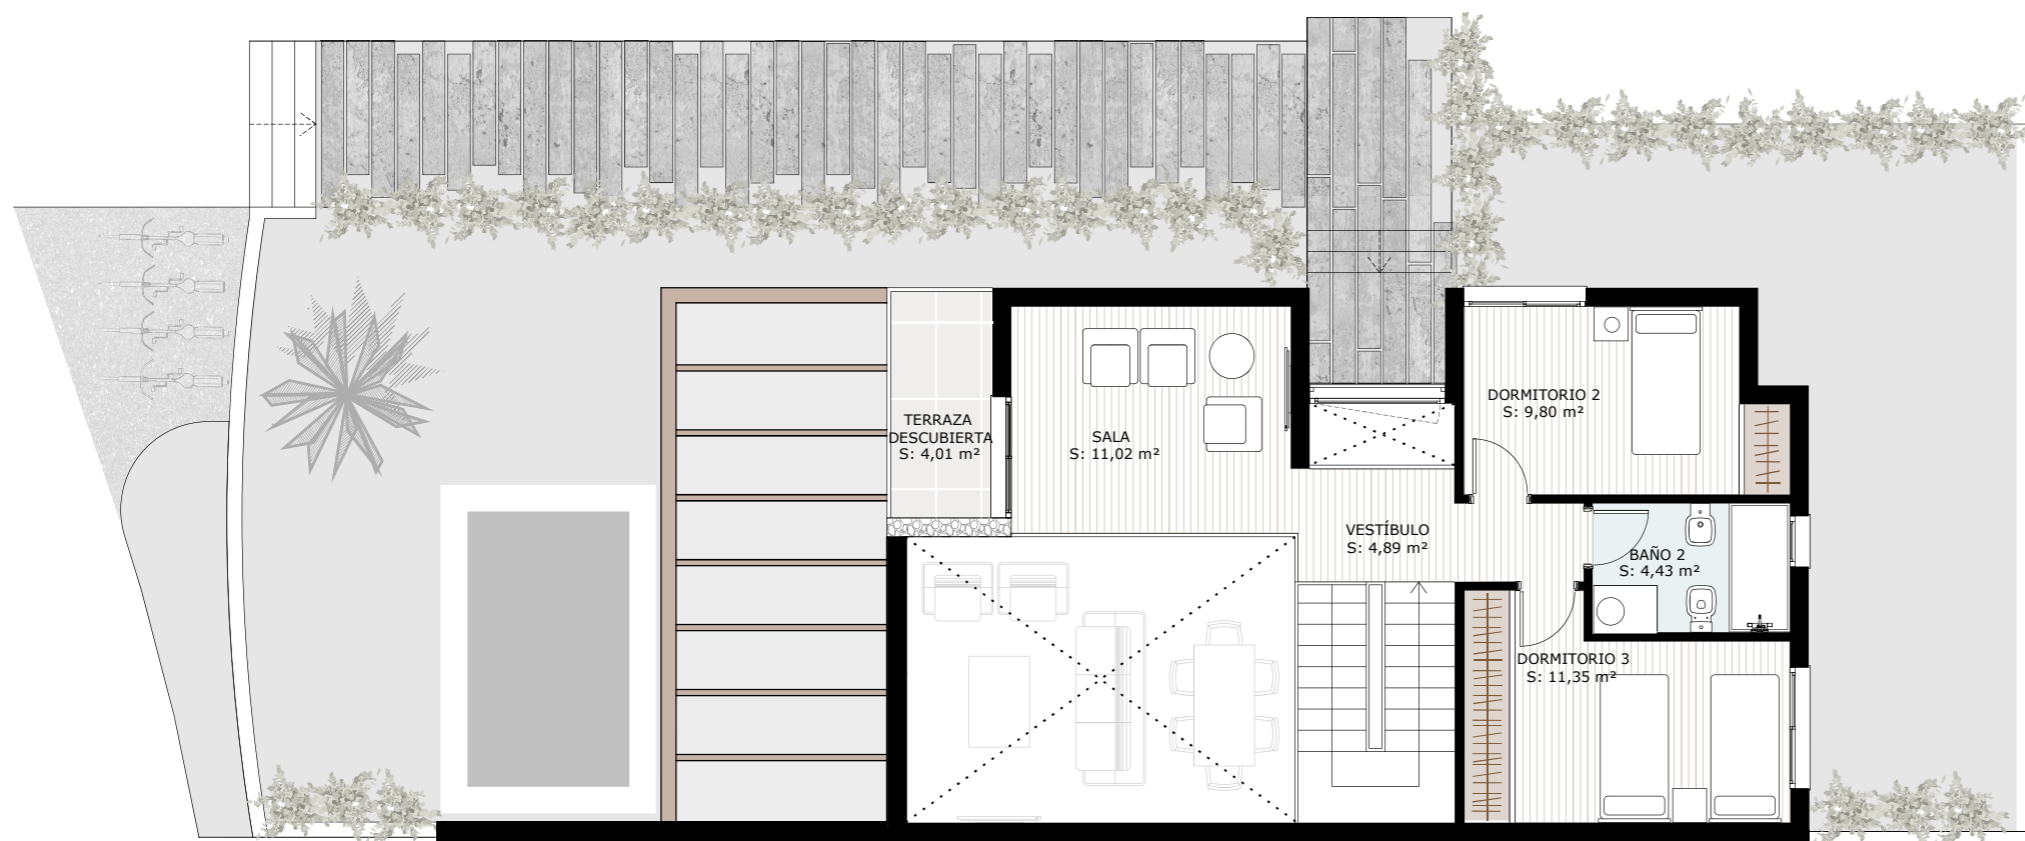 DORMITORIO 2
S: 9,80 m²
TERRAZA
DESCUBIERTA
S: 4,01 m²
SALA
S: 11,02 m²
VESTÍBULO
S: 4,89 m²
BAÑO 2
S: 4,43 m²
DORMITORIO 3
S: 11,35 m²